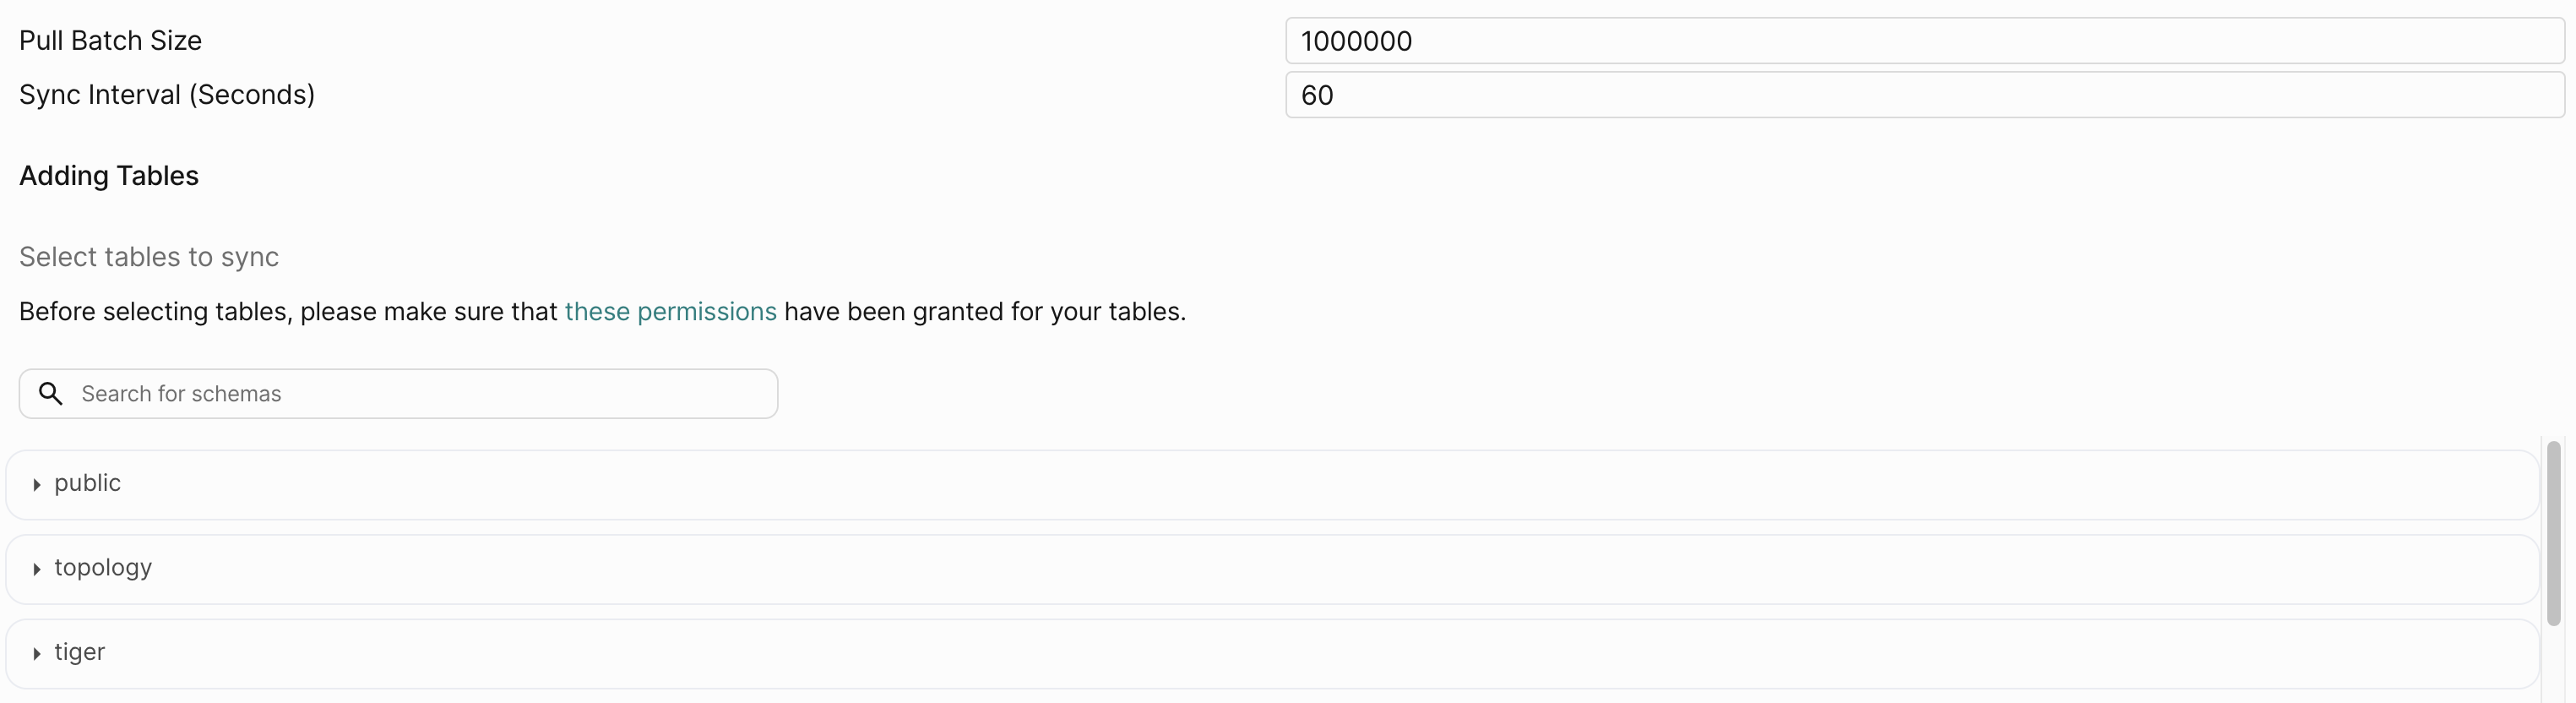 Pull Batch Size
1000000
Sync Interval (Seconds)
60
Adding Tables
Select tables to sync
Before selecting tables, please make sure that these permissions have been granted for your tables.
Search for schemas
public
topology
tiger